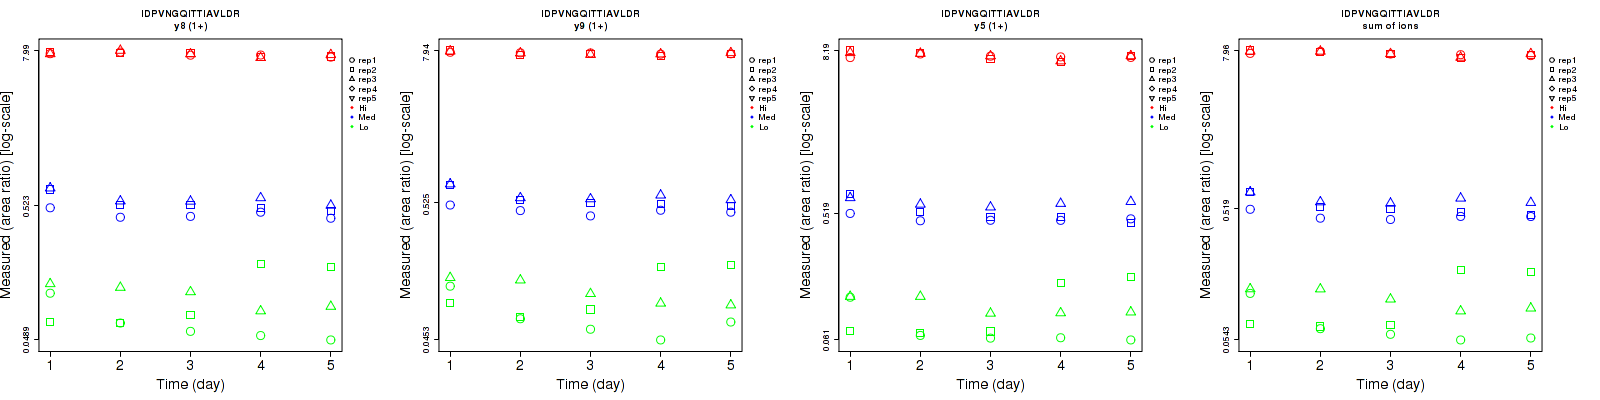 IDPVNGQITTIAVLDR
y8 (1+)
7.99
0.523
0.0489
Measured (area ratio) [log-scale]
1 2 3 4 5
Time (day)
rep1
rep2
rep3
rep4
rep5
Hi
Med
Lo
IDPVNGQITTIAVLDR
y9 (1+)
7.94
0.525
0.0453
Measured (area ratio) [log-scale]
1 2 3 4 5
Time (day)
rep1
rep2
rep3
rep4
rep5
Hi
Med
Lo
IDPVNGQITTIAVLDR
y5 (1+)
8.19
0.519
0.061
Measured (area ratio) [log-scale]
1 2 3 4 5
Time (day)
rep1
rep2
rep3
rep4
rep5
Hi
Med
Lo
IDPVNGQITTIAVLDR
sum of ions
7.96
0.519
0.0543
Measured (area ratio) [log-scale]
1 2 3 4 5
Time (day)
rep1
rep2
rep3
rep4
rep5
Hi
Med
Lo